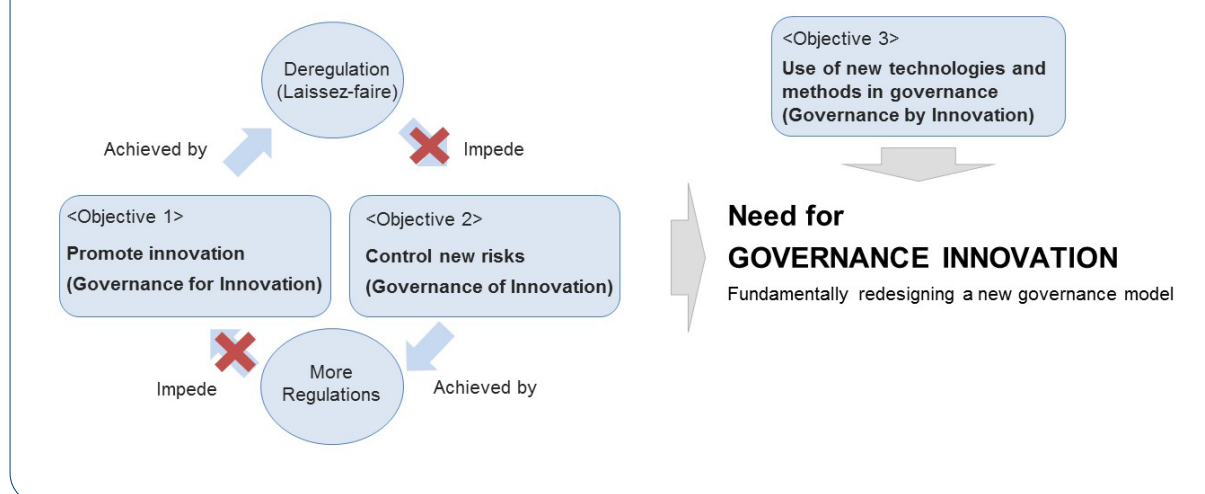 Deregulation
(Laissez-faire)
Achieved by
Impede
<Objective 1>
Promote innovation
(Governance for Innovation)
<Objective 2>
Control new risks
(Governance of Innovation)
Impede
More
Regulations
Achieved by
<Objective 3>
Use of new technologies and
methods in governance
(Governance by Innovation)
Need for
GOVERNANCE INNOVATION
Fundamentally redesigning a new governance model